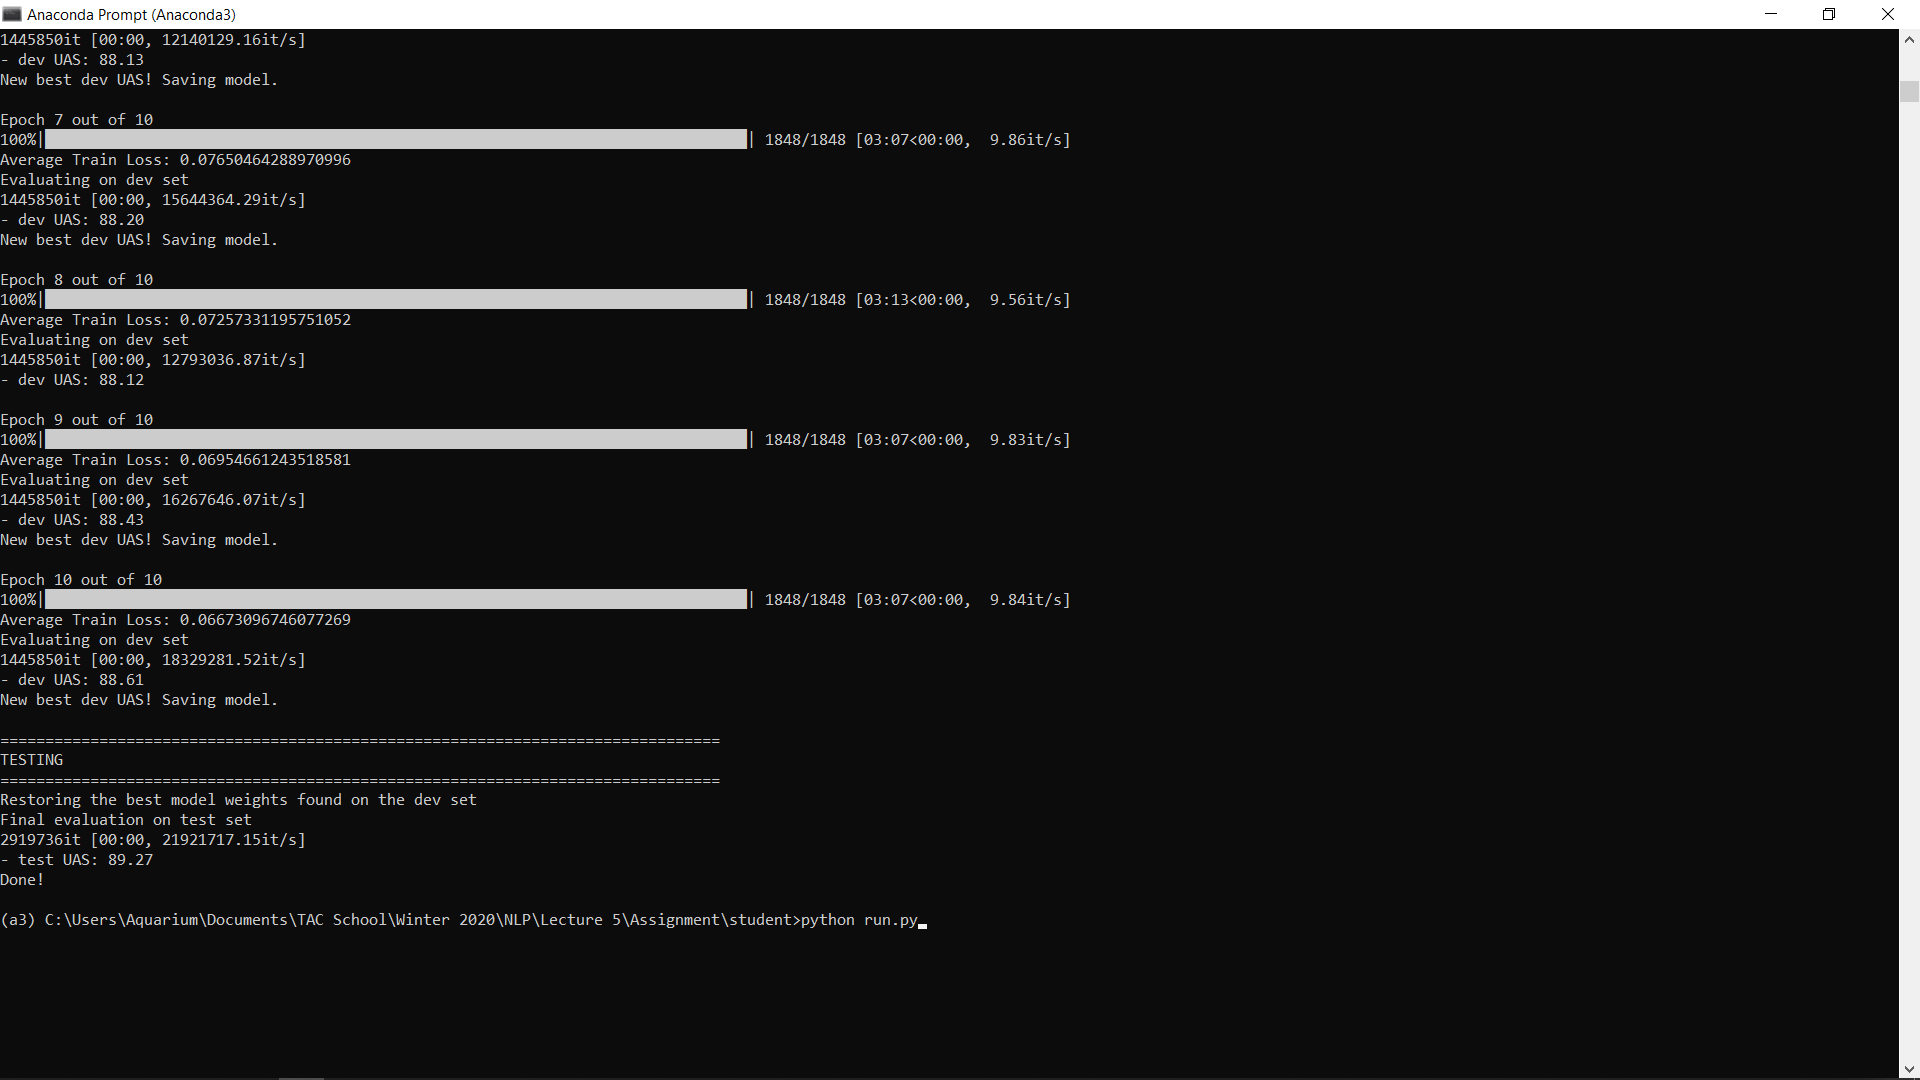 Anaconda Prompt (Anaconda3)
1445850it [00:00, 12140129.16it/s]
- dev UAS: 88.13
New best dev UAS! Saving model.
Epoch 7 out of 10
100%| | 1848/1848 [03:07<00:00, 9.86it/s]
Average Train Loss: 0.07650464288970996
Evaluating on dev set
1445850it [00:00, 15644364.29it/s]
- dev UAS: 88.20
New best dev UAS! Saving model.
Epoch 8 out of 10
100%| | 1848/1848 [03:13<00:00, 9.56it/s]
Average Train Loss: 0.07257331195751052
Evaluating on dev set
1445850it [00:00, 12793036.87it/s]
- dev UAS: 88.12
Epoch 9 out of 10
100%| | 1848/1848 [03:07<00:00, 9.83it/s]
Average Train Loss: 0.06954661243518581
Evaluating on dev set
1445850it [00:00, 16267646.07it/s]
- dev UAS: 88.43
New best dev UAS! Saving model.
Epoch 10 out of 10
100%| | 1848/1848 [03:07<00:00, 9.84it/s]
Average Train Loss: 0.06673096746077269
Evaluating on dev set
1445850it [00:00, 18329281.52it/s]
- dev UAS: 88.61
New best dev UAS! Saving model.
================================================================================
TESTING
================================================================================
Restoring the best model weights found on the dev set
Final evaluation on test set
2919736it [00:00, 21921717.15it/s]
- test UAS: 89.27
Done!
(a3) C:\Users\Aquarium\Documents\TAC School\Winter 2020\NLP\Lecture 5\Assignment\student>python run.py